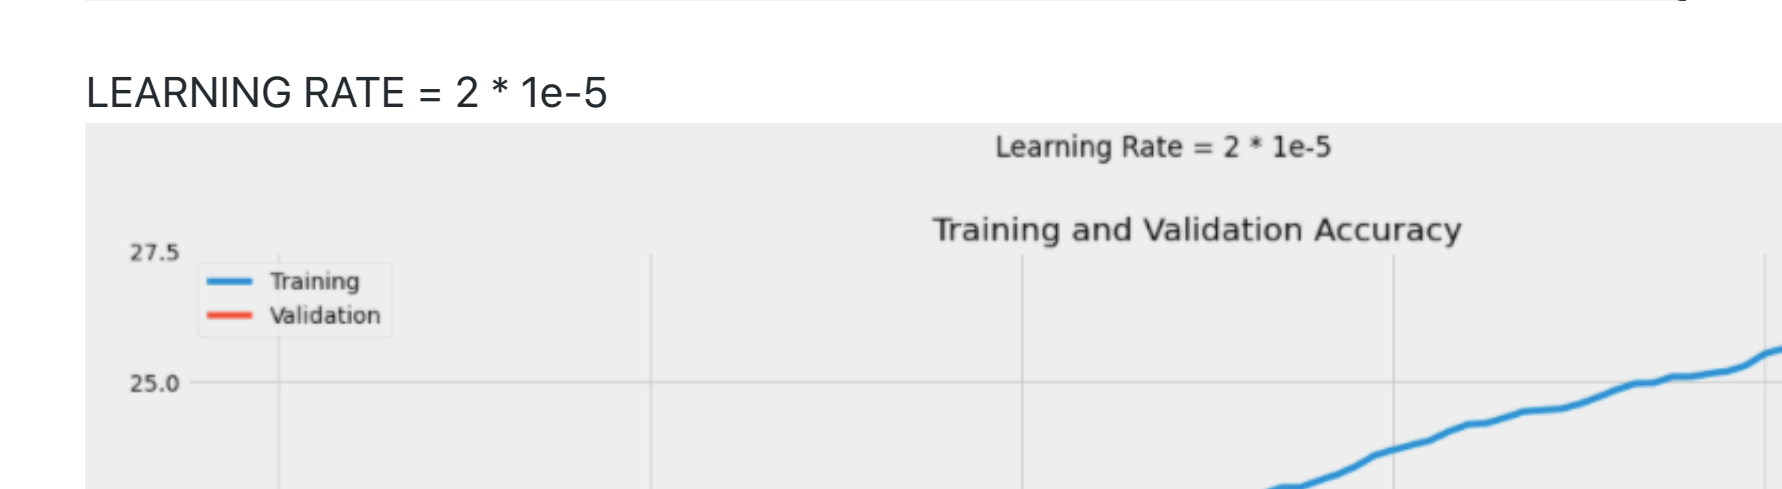 LEARNING RATE = 2 * 1e-5
Learning Rate = 2 * 1e-5
Training and Validation Accuracy
27.5
Training
Validation
25.0